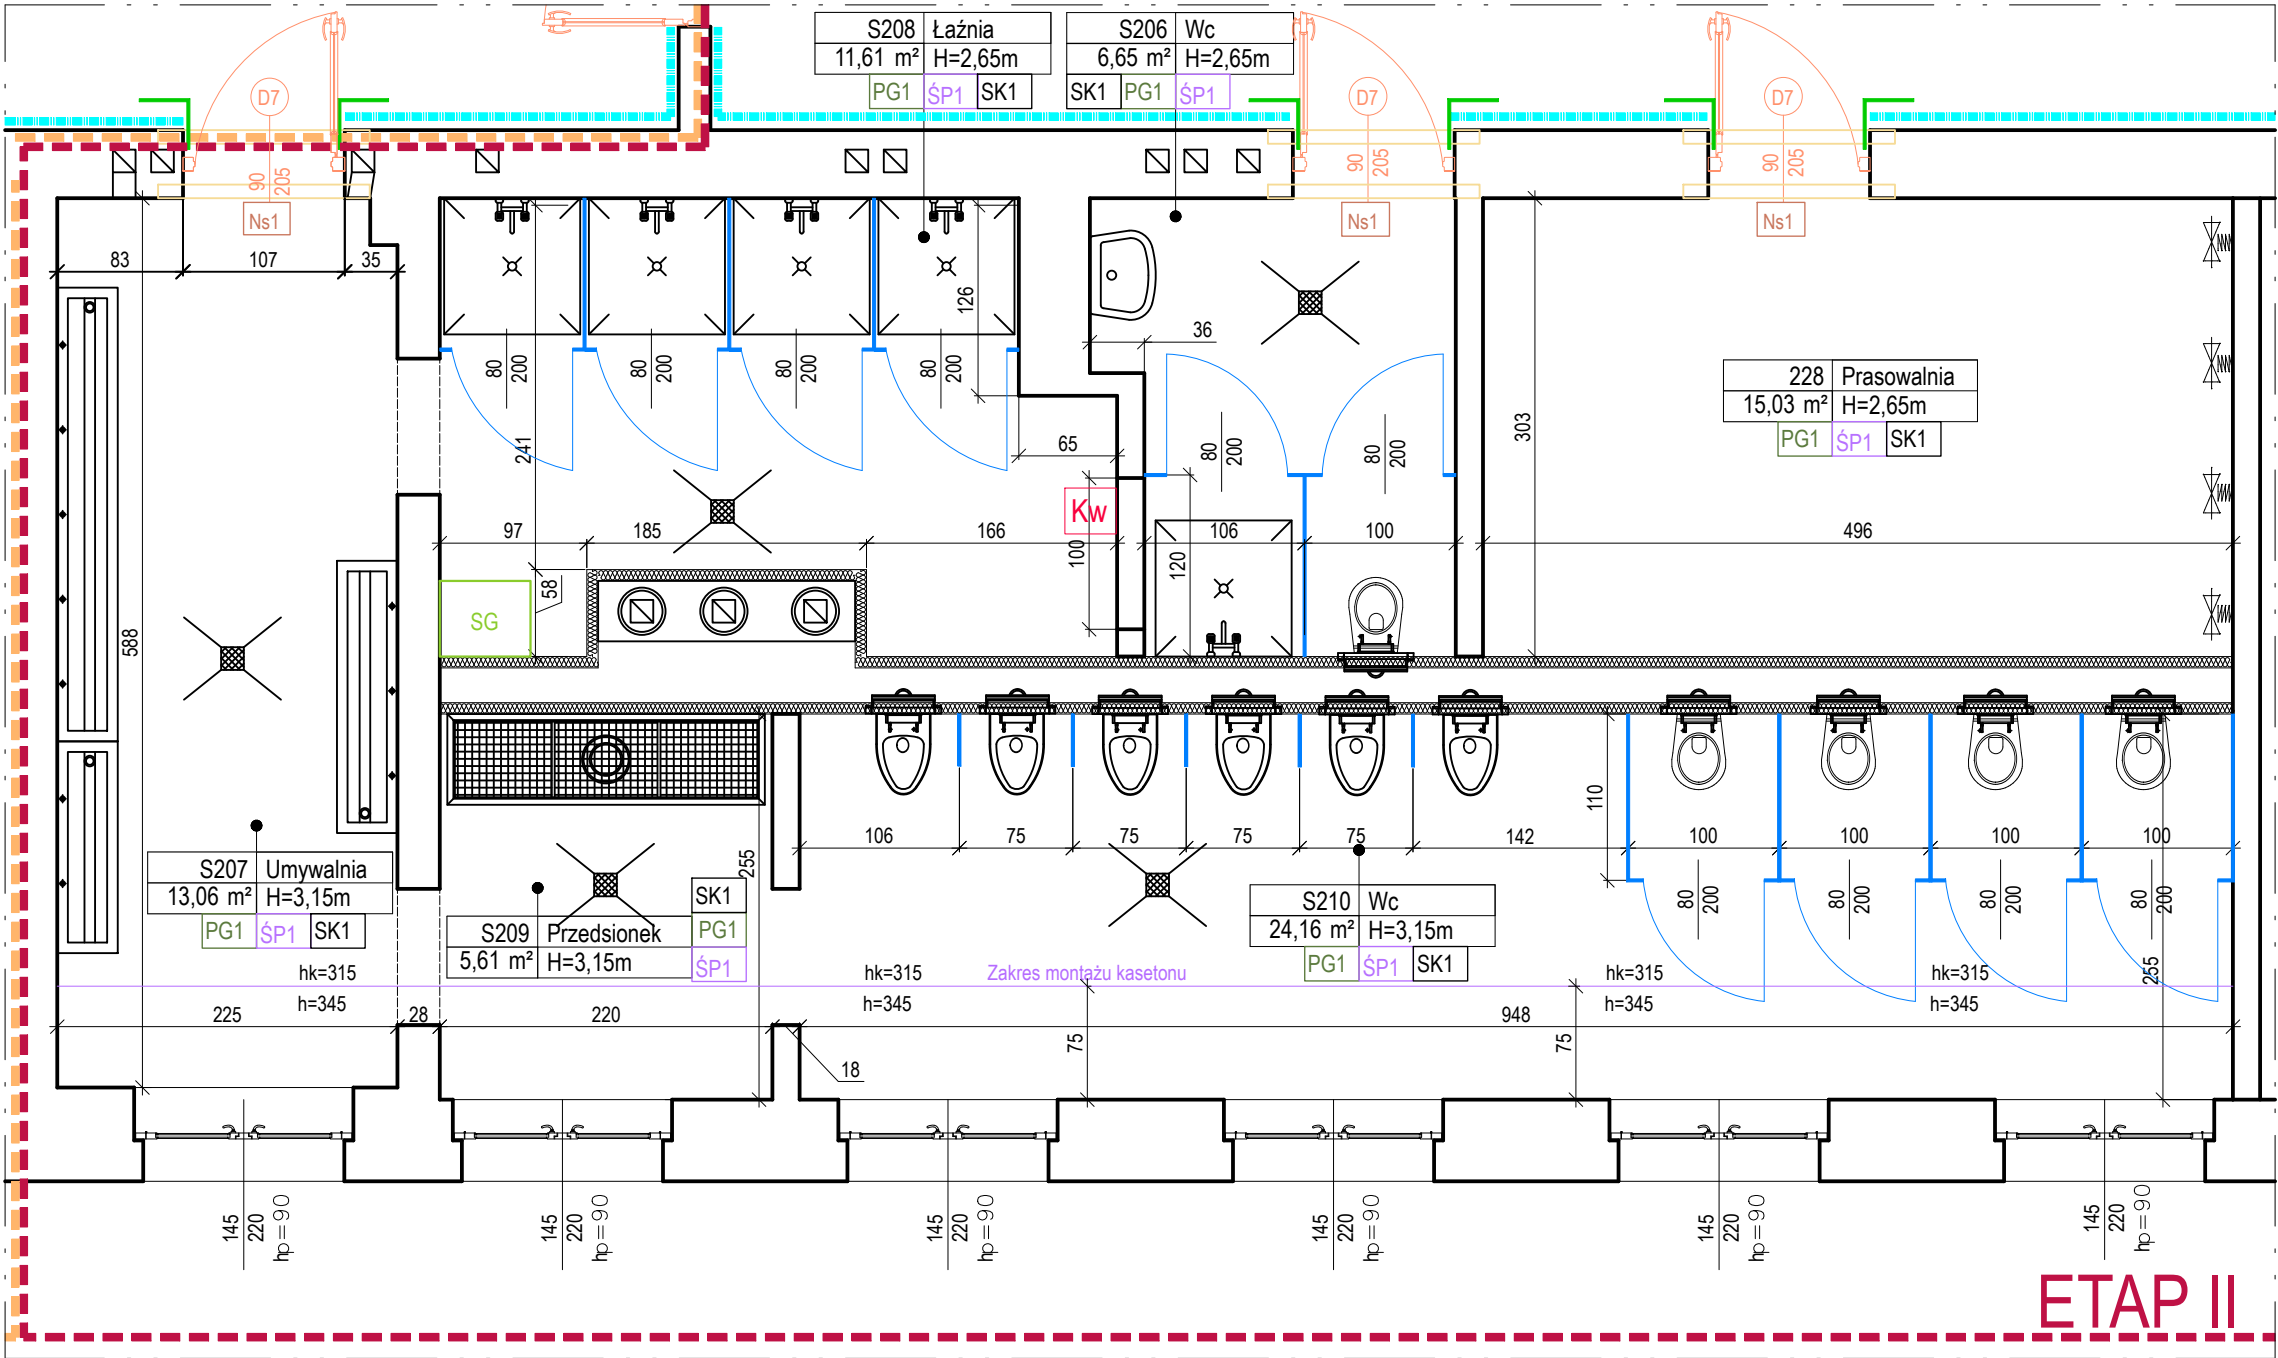 S208 Łaźnia
11,61 m² H=2,65m
PG1 ŚP1 SK1
S206 Wc
6,65 m² H=2,65m
SK1 PG1 ŚP1
D7
90
205
Ns1
D7
90
205
Ns1
D7
90
205
Ns1
83
107
35
126
36
80
200
80
200
80
200
80
200
241
65
80
200
80
200
303
228 Prasowalnia
15,03 m² H=2,65m
PG1 ŚP1 SK1
Kw
97
185
166
100
106
100
120
496
58
SG
588
106
75
75
75
75
142
110
100
100
100
100
80
200
80
200
80
200
80
200
255
255
S207 Umywalnia
13,06 m² H=3,15m
PG1 ŚP1 SK1
S209 Przedsionek
5,61 m² H=3,15m
SK1
PG1
ŚP1
S210 Wc
24,16 m² H=3,15m
PG1 ŚP1 SK1
hk=315
h=345
hk=315
h=345
Zakres montażu kasetonu
hk=315
h=345
hk=315
h=345
225
28
220
18
948
75
75
145
220
hp=90
145
220
hp=90
145
220
hp=90
145
220
hp=90
145
220
hp=90
145
220
hp=90
ETAP II